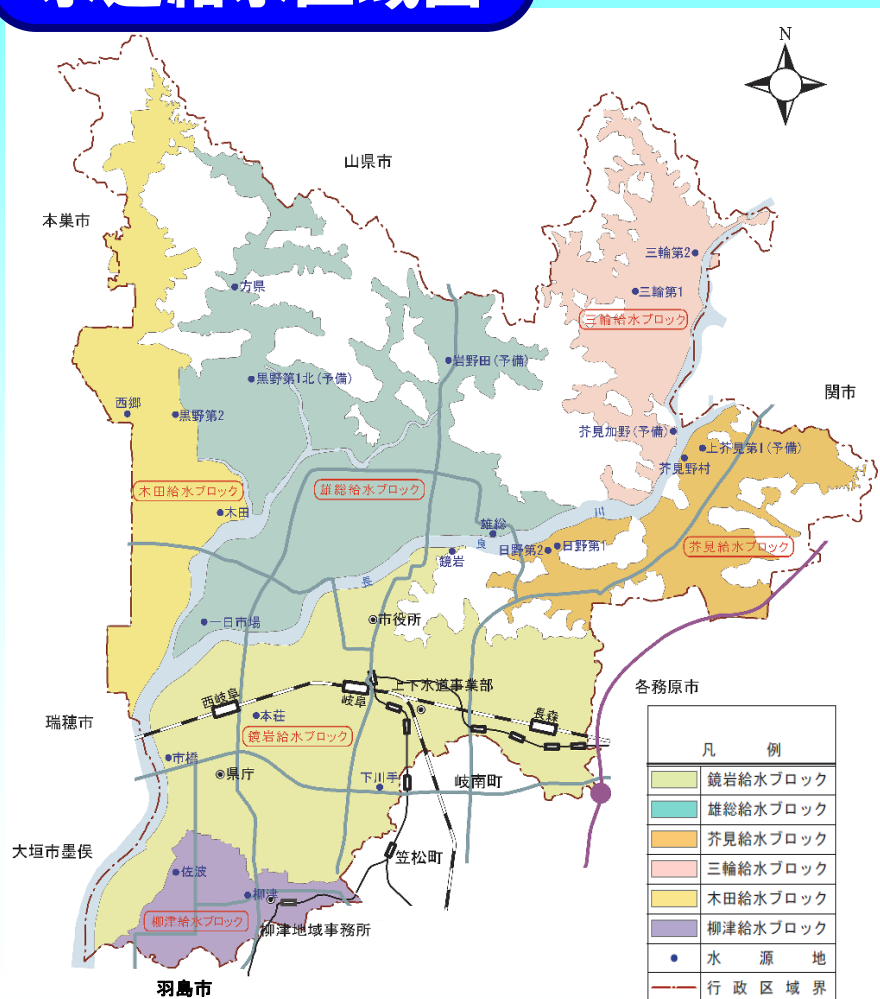 水道給水区域図
N
山県市
本巣市
三輪第2
方県
三輪第1
三輪給水ブロック
岩野田(予備)
黒野第1北(予備)
関市
西郷
黒野第2
芥見加野(予備)
上芥見第1(予備)
芥見野村
木田給水ブロック
雄総給水ブロック
木田
川
雄総
良
日野第2
日野第1
芥見給水ブロック
鏡岩
長
一日市場
市役所
各務原市
上下水道事業部
西岐阜
岐阜
長森
瑞穂市
本荘
鏡岩給水ブロック
市橋
県庁
下川手
岐南町
大垣市墨俣
笠松町
佐波
柳津
柳津給水ブロック
柳津地域事務所
羽島市
凡 例
鏡岩給水ブロック
雄総給水ブロック
芥見給水ブロック
三輪給水ブロック
木田給水ブロック
柳津給水ブロック
水 源 地
行 政 区 域 界